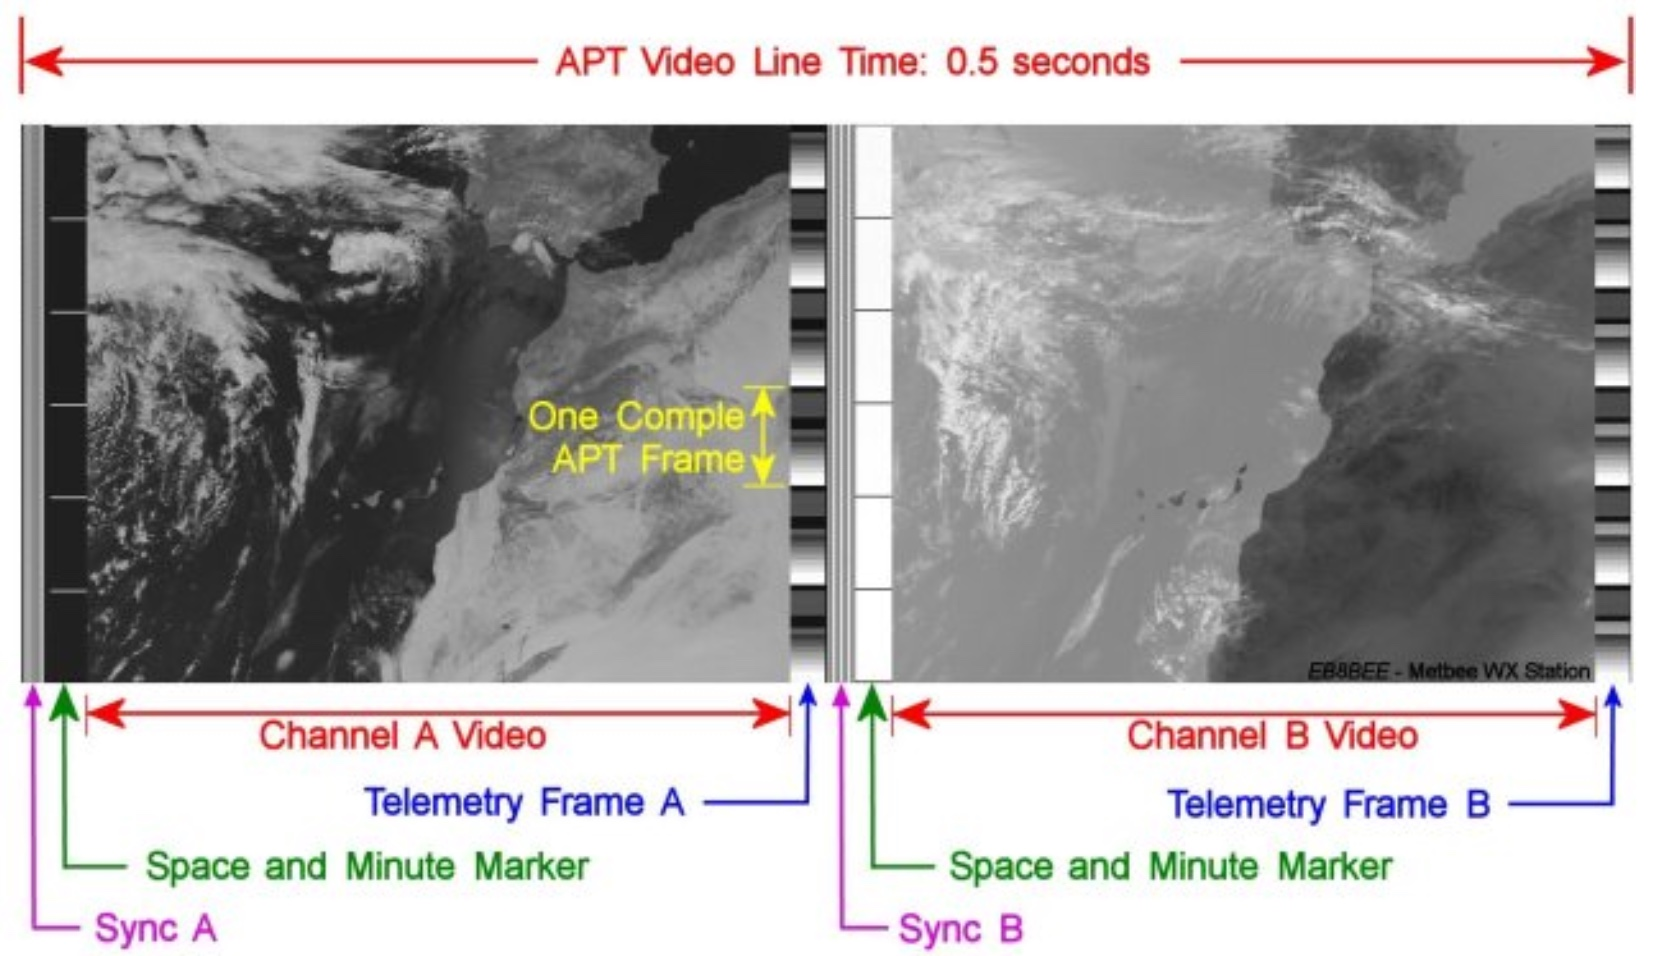 APT Video Line Time: 0.5 seconds
One Comple
APT Frame
EB8BEE - Metbee WX Station
Channel A Video
Channel B Video
Telemetry Frame A
Telemetry Frame B
Space and Minute Marker
Space and Minute Marker
Sync A
Sync B